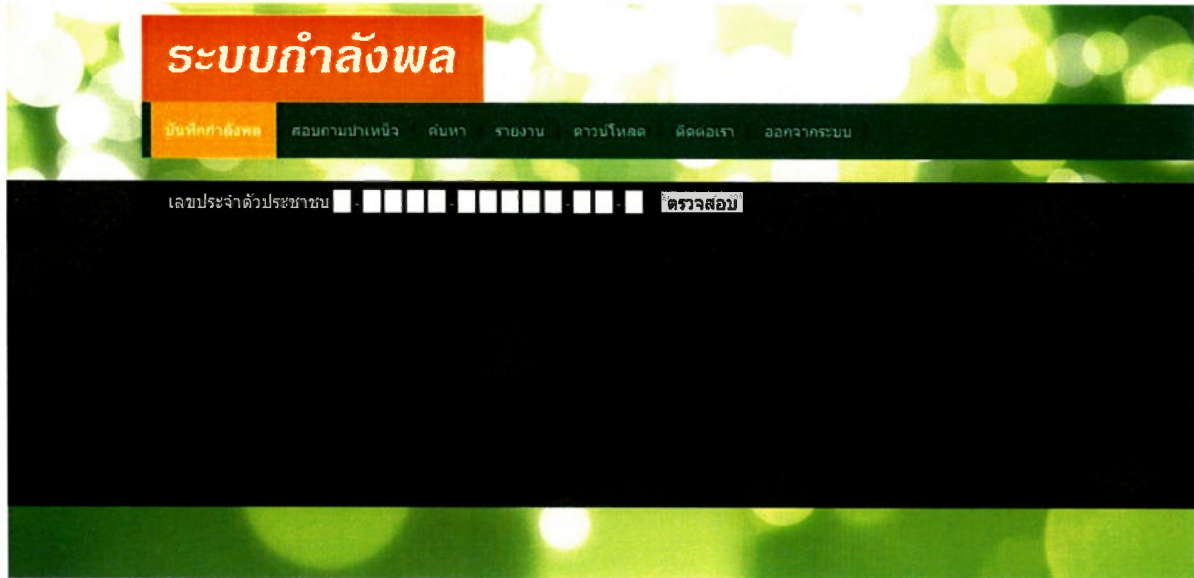 ระบบกำลังพล
บันทึกกำลังพล สอบถามบำเหน็จ ค้นหา รายงาน ดาวน์โหลด ติดต่อเรา ออกจากระบบ
เลขประจำตัวประชาชน - - - - ตรวจสอบ